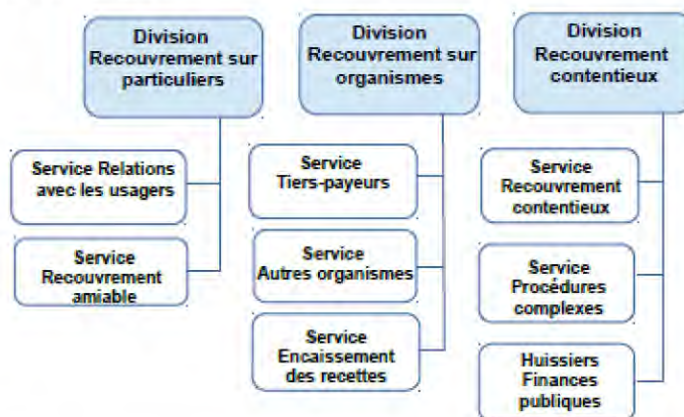 Division
Recouvrement sur
particuliers
Service Relations
avec les usagers
Service
Recouvrement
amiable
Division
Recouvrement sur
organismes
Service
Tiers-payeurs
Service
Autres organismes
Service
Encaissement
des recettes
Division
Recouvrement
contentieux
Service
Recouvrement
contentieux
Service
Procédures
complexes
Huissiers
Finances
publiques